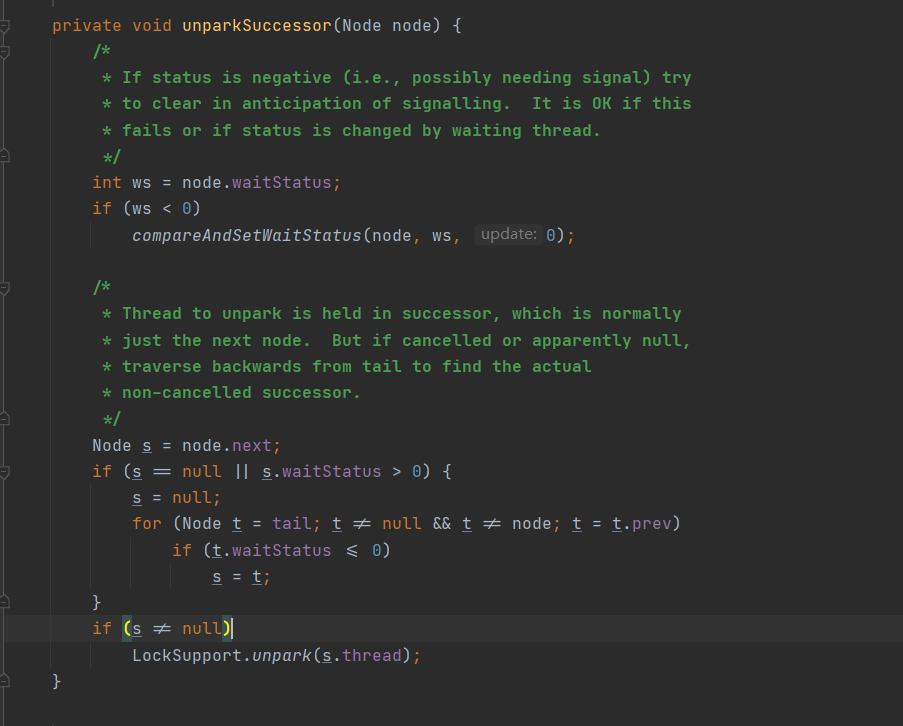 private void unparkSuccessor(Node node) {
/*
* If status is negative (i.e., possibly needing signal) try
* to clear in anticipation of signalling.  It is OK if this
* fails or if status is changed by waiting thread.
*/
int ws = node.waitStatus;
if (ws < 0)
compareAndSetWaitStatus(node, ws, update: 0);
/*
* Thread to unpark is held in successor, which is normally
* just the next node.  But if cancelled or apparently null,
* traverse backwards from tail to find the actual
* non-cancelled successor.
*/
Node s = node.next;
if (s == null || s.waitStatus > 0) {
s = null;
for (Node t = tail; t != null && t != node; t = t.prev)
if (t.waitStatus <= 0)
s = t;
}
if (s != null)
LockSupport.unpark(s.thread);
}